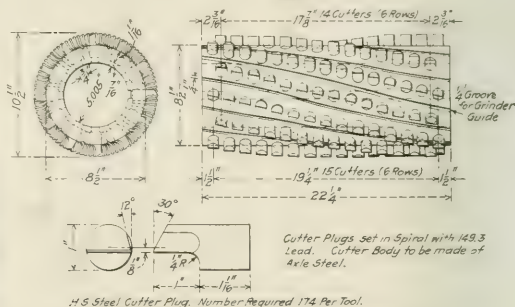 2 3/16"
17 7/8" 14 Cutters (6 Rows)
2 3/16"
1/16"
5.005
10 1/2"
8 1/2"
8 1/2"
1/4" Groove
for Grinder
Guide
1 1/2"
19 1/4" 15 Cutters (6 Rows)
1 1/2"
22 1/4"
12°
30°
1/8"
1/4" R
1"
1 1/16"
Cutter Plugs set in Spiral with 149.3
Lead. Cutter Body to be made of
Axle Steel.
H.S Steel Cutter Plug. Number Required 174 Per Tool.